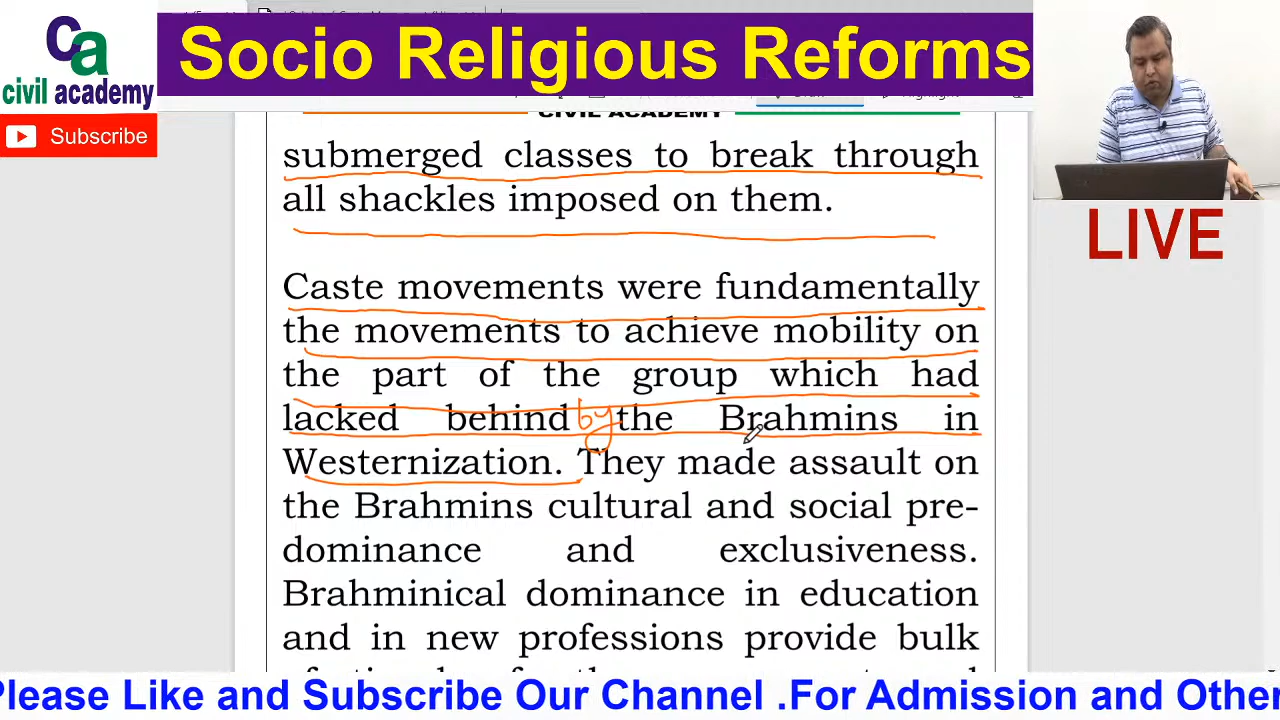 ca
civil academy
Socio Religious Reforms
Subscribe
CIVIL ACADEMY
submerged classes to break through
all shackles imposed on them.
LIVE
Caste movements were fundamentally
the movements to achieve mobility on
the part of the group which had
lacked behind by the Brahmins in
Westernization. They made assault on
the Brahmins cultural and social pre-
dominance and exclusiveness.
Brahminical dominance in education
and in new professions provide bulk
Please Like and Subscribe Our Channel .For Admission and Other